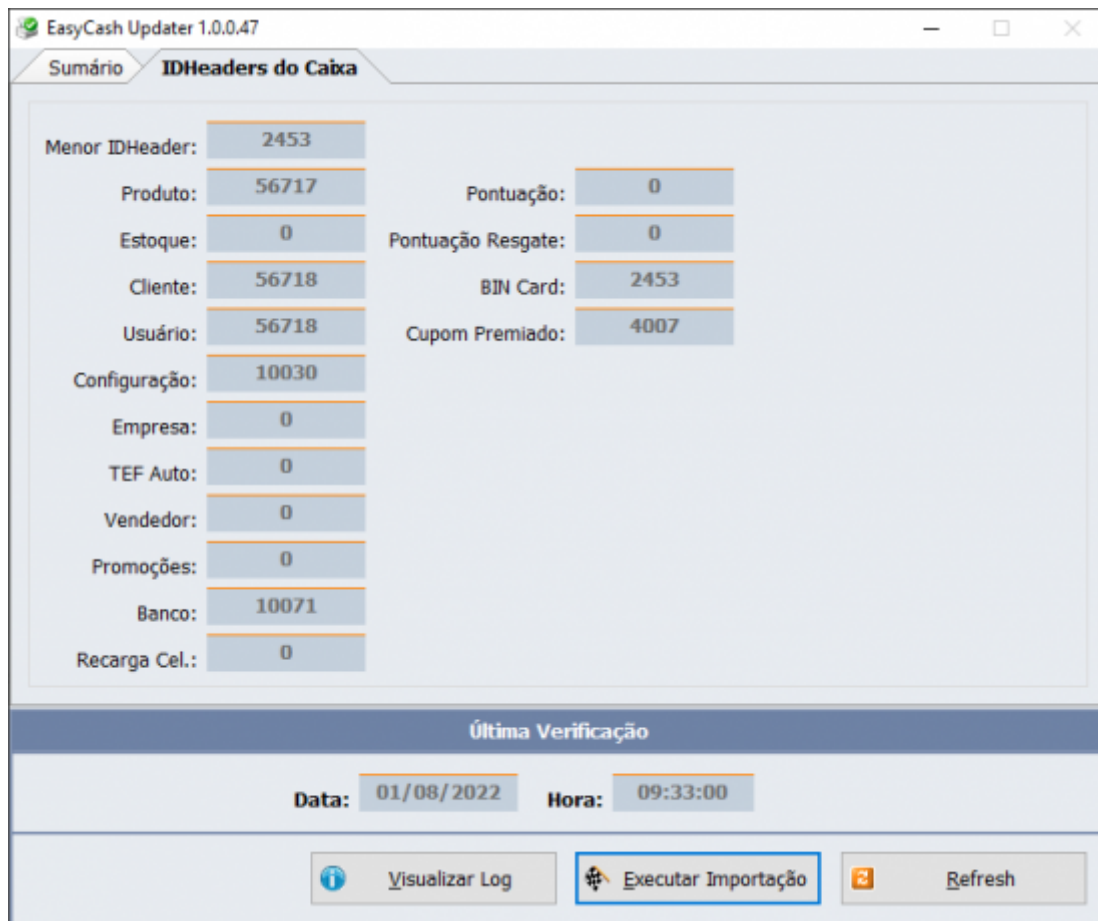 EasyCash Updater 1.0.0.47
Sumário IDHeaders do Caixa
Menor IDHeader: 2453
Produto: 56717 Pontuação: 0
Estoque: 0 Pontuação Resgate: 0
Cliente: 56718 BIN Card: 2453
Usuário: 56718 Cupom Premiado: 4007
Configuração: 10030
Empresa: 0
TEF Auto: 0
Vendedor: 0
Promoções: 0
Banco: 10071
Recarga Cel.: 0
Última Verificação
Data: 01/08/2022 Hora: 09:33:00
Visualizar Log Executar Importação Refresh